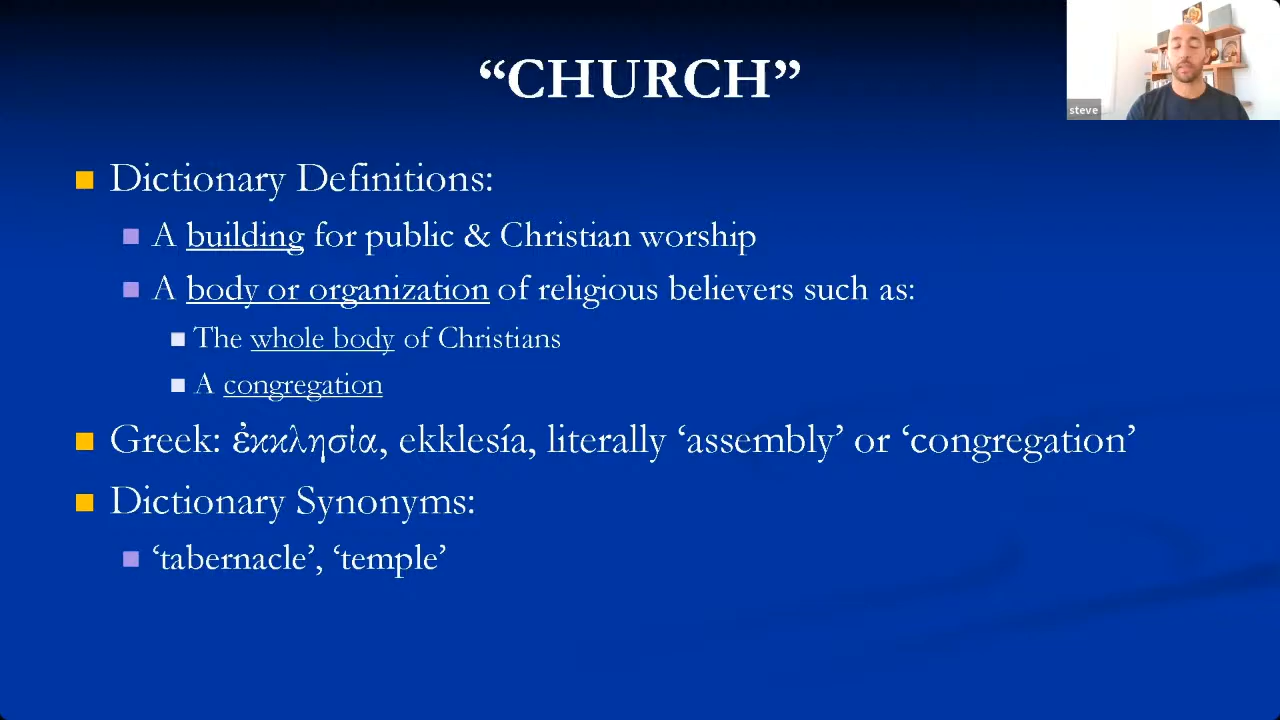 “CHURCH”
steve
Dictionary Definitions:
A building for public & Christian worship
A body or organization of religious believers such as:
The whole body of Christians
A congregation
Greek: ἐκκλησία, ekklesía, literally ‘assembly’ or ‘congregation’
Dictionary Synonyms:
‘tabernacle’, ‘temple’